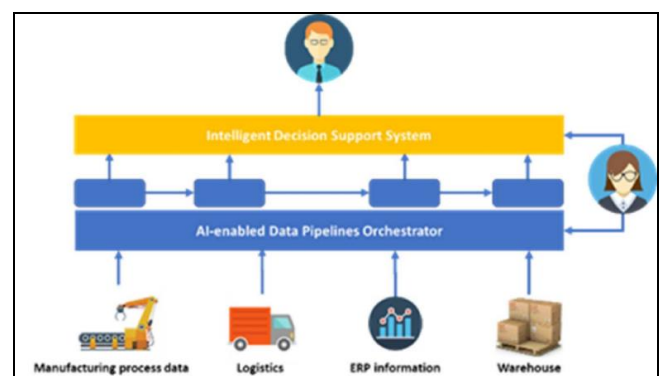 Intelligent Decision Support System
AI-enabled Data Pipelines Orchestrator
Manufacturing process data
Logistics
ERP information
Warehouse